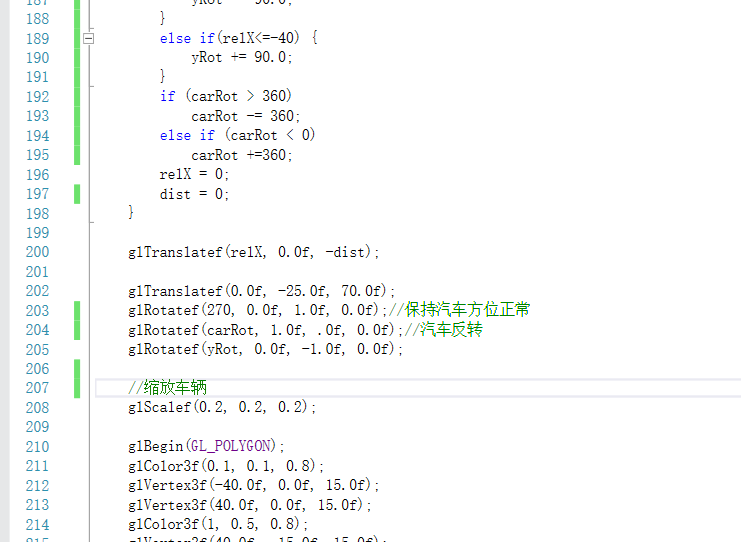 187 yRot -= 90.0;
188 }
189 else if(relX<=-40) {
190 yRot += 90.0;
191 }
192 if (carRot > 360)
193 carRot -= 360;
194 else if (carRot < 0)
195 carRot +=360;
196 relX = 0;
197 dist = 0;
198 }
199
200 glTranslatef(relX, 0.0f, -dist);
201
202 glTranslatef(0.0f, -25.0f, 70.0f);
203 glRotatef(270, 0.0f, 1.0f, 0.0f);//保持汽车方位正常
204 glRotatef(carRot, 1.0f, .0f, 0.0f);//汽车反转
205 glRotatef(yRot, 0.0f, -1.0f, 0.0f);
206
207 //缩放车辆
208 glScalef(0.2, 0.2, 0.2);
209
210 glBegin(GL_POLYGON);
211 glColor3f(0.1, 0.1, 0.8);
212 glVertex3f(-40.0f, 0.0f, 15.0f);
213 glVertex3f(40.0f, 0.0f, 15.0f);
214 glColor3f(1, 0.5, 0.8);